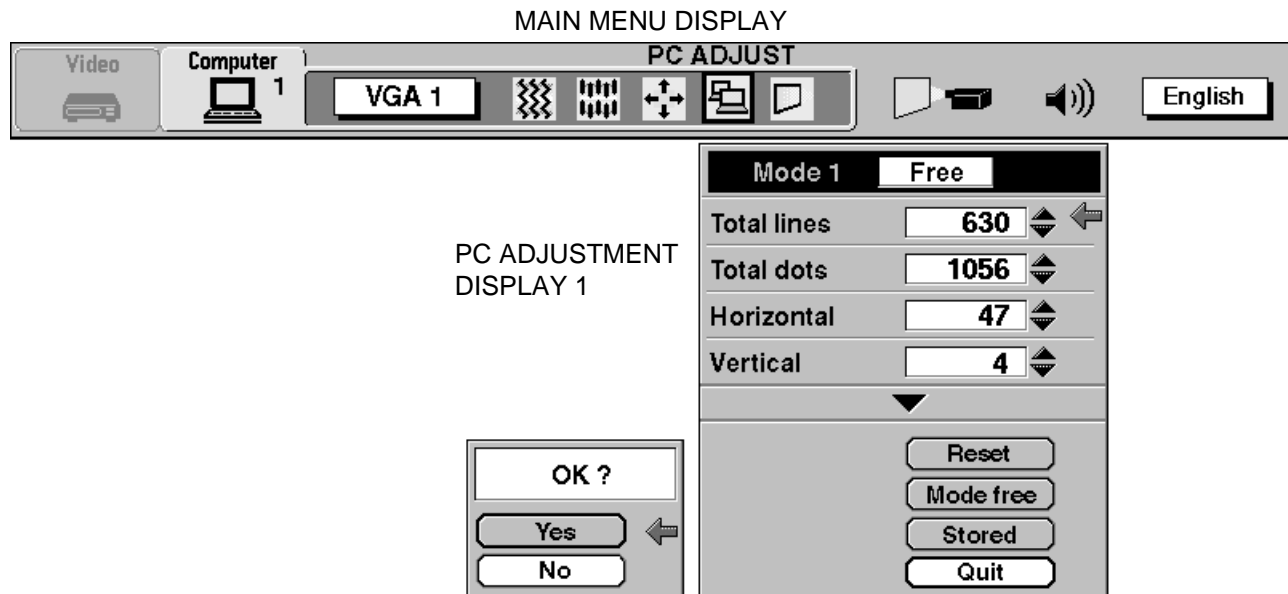 MAIN MENU DISPLAY
PC ADJUST
Video
Computer
1
VGA 1
English
Mode 1 Free
Total lines 630
Total dots 1056
Horizontal 47
Vertical 4
PC ADJUSTMENT
DISPLAY 1
Reset
Mode free
Stored
Quit
OK ?
Yes
No